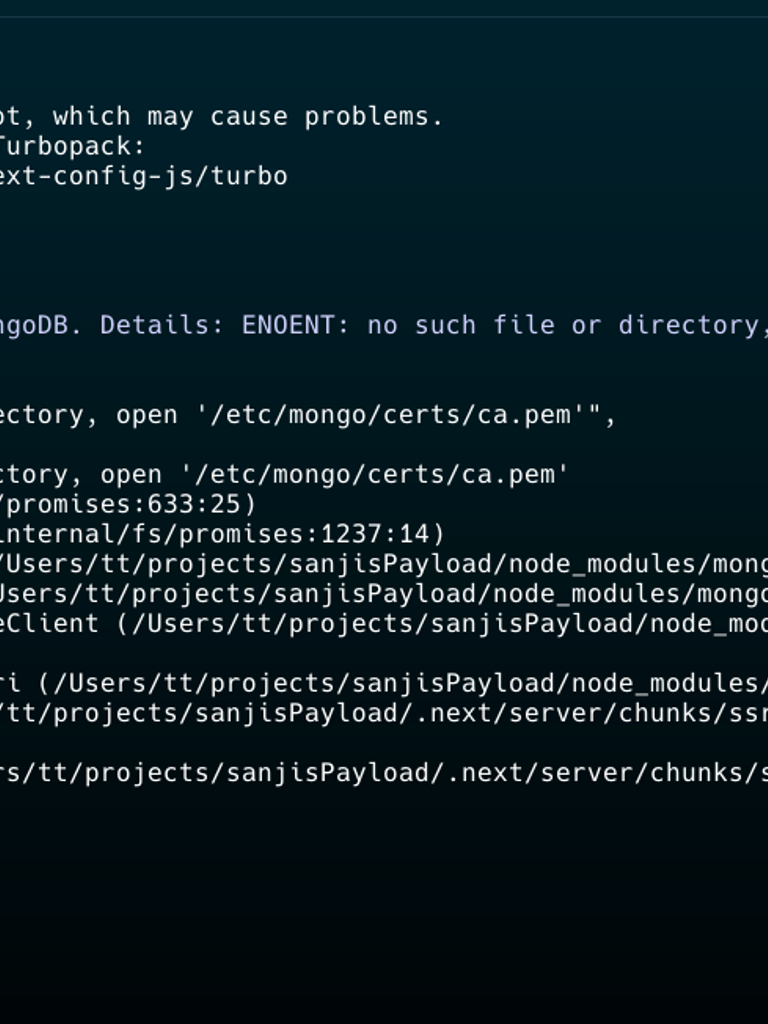 ot, which may cause problems.
Turbopack:
ext-config-js/turbo
ngoDB. Details: ENOENT: no such file or directory,
ectory, open '/etc/mongo/certs/ca.pem'",
ctory, open '/etc/mongo/certs/ca.pem'
/promises:633:25)
internal/fs/promises:1237:14)
/Users/tt/projects/sanjisPayload/node_modules/mong
Users/tt/projects/sanjisPayload/node_modules/mongo
eClient (/Users/tt/projects/sanjisPayload/node_mod
ri (/Users/tt/projects/sanjisPayload/node_modules/
/tt/projects/sanjisPayload/.next/server/chunks/ssr
rs/tt/projects/sanjisPayload/.next/server/chunks/s